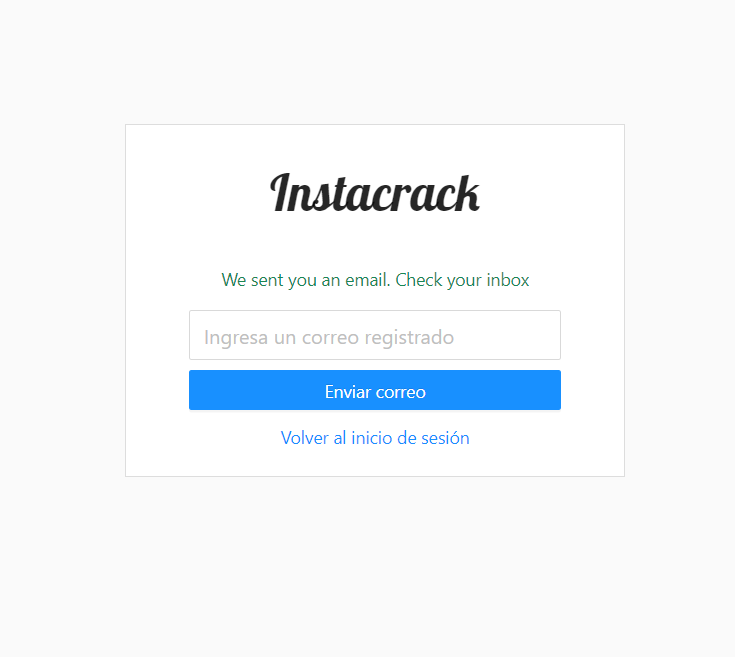 Instacrack
We sent you an email. Check your inbox
Ingresa un correo registrado
Enviar correo
Volver al inicio de sesión